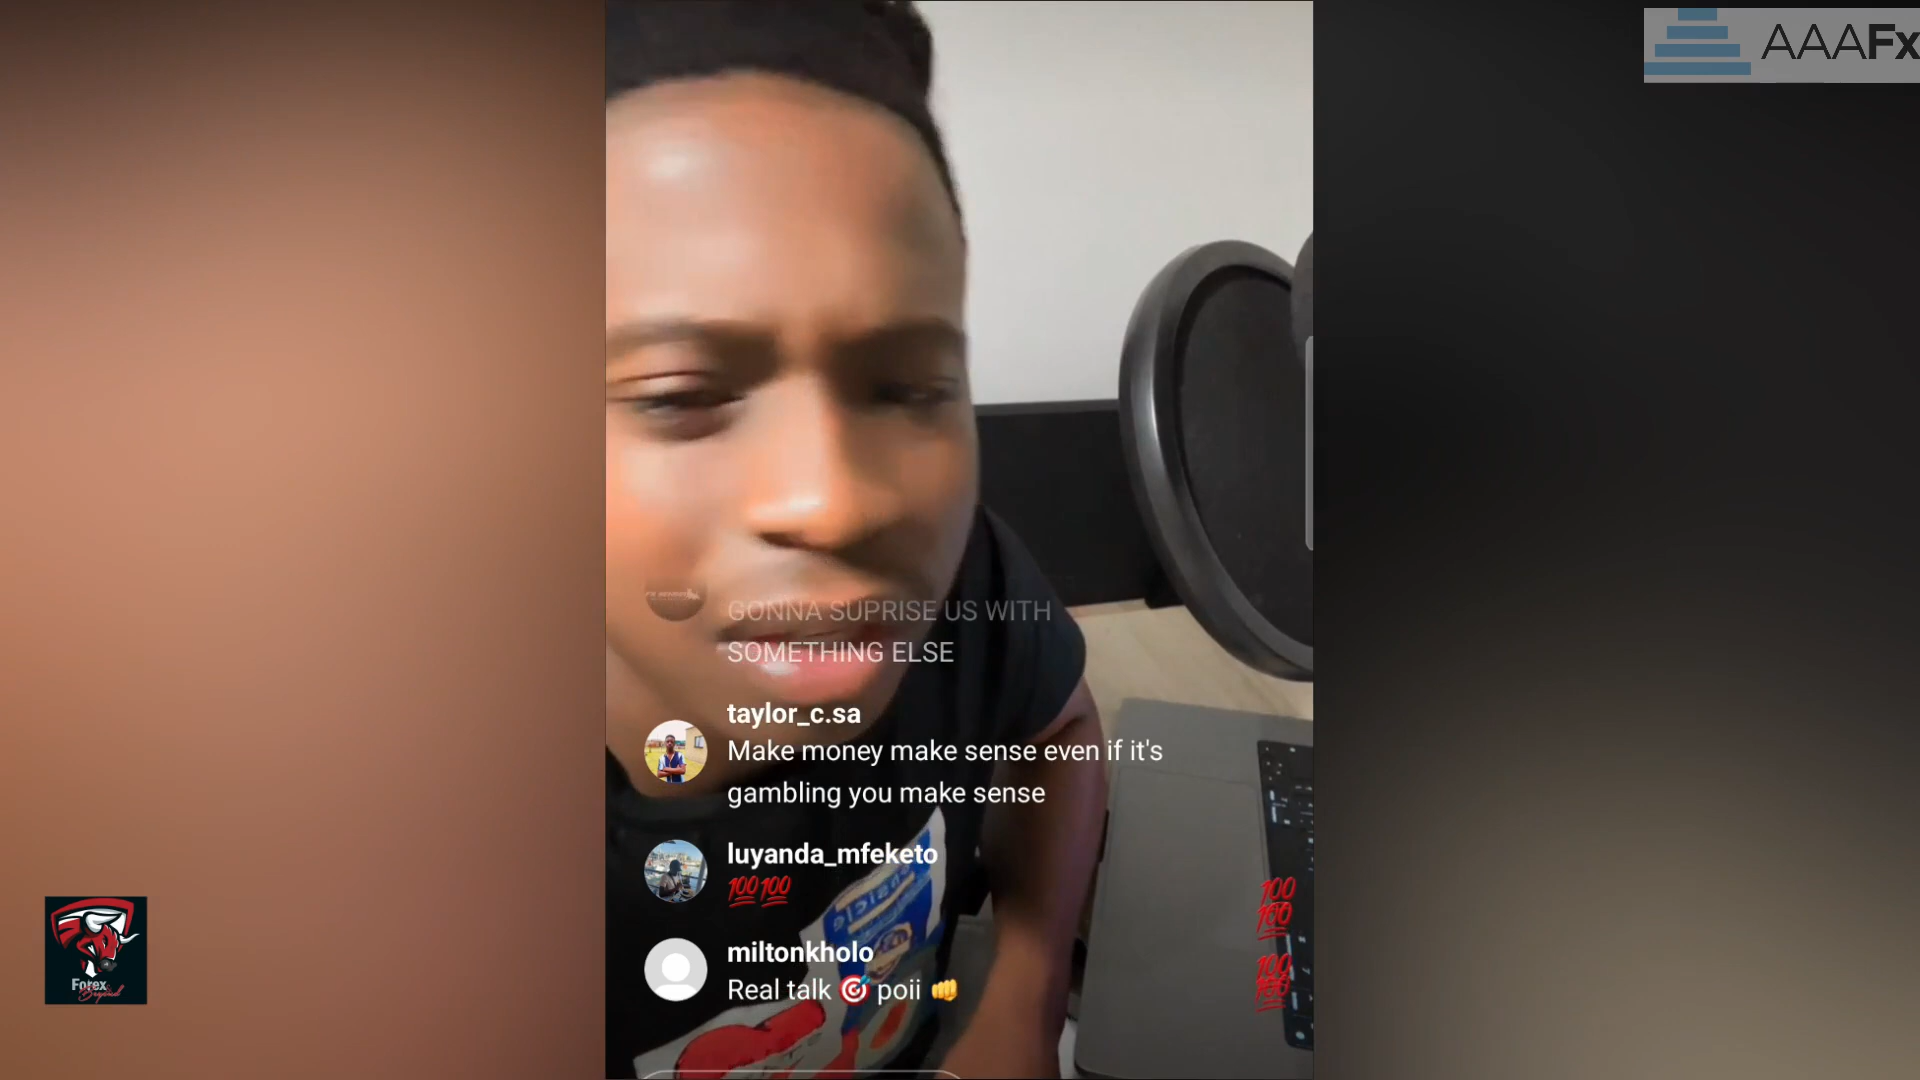 AAAFx
GONNA SUPRISE US WITH
SOMETHING ELSE
taylor_c.sa
Make money make sense even if it's
gambling you make sense
luyanda_mfeketo
💯💯
miltonkholo
Real talk 🎯 poii 👊
💯
💯
💯
💯
Forex
Beyond